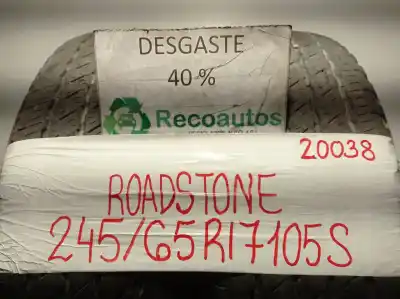 DESGASTE
40 %
Recoautos
20038
ROADSTONE
245/65R17105S